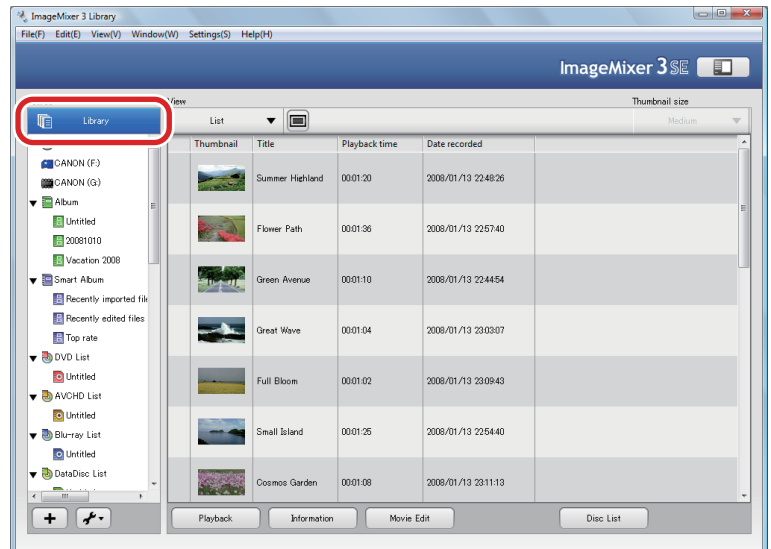 ImageMixer 3 Library
File(F) Edit(E) View(V) Window(W) Settings(S) Help(H)
ImageMixer 3 SE
View
Thumbnail size
Library
List
Medium
CANON (F:)
CANON (G:)
Album
Untitled
20081010
Vacation 2008
Smart Album
Recently imported file
Recently edited files
Top rate
DVD List
Untitled
AVCHD List
Untitled
Blu-ray List
Untitled
DataDisc List
Thumbnail Title Playback time Date recorded
Summer Highland 00:01:20 2008/01/13 22:48:26
Flower Path 00:01:36 2008/01/13 22:57:40
Green Avenue 00:01:10 2008/01/13 22:44:54
Great Wave 00:01:04 2008/01/13 23:03:07
Full Bloom 00:01:02 2008/01/13 23:09:43
Small Island 00:01:25 2008/01/13 22:54:40
Cosmos Garden 00:01:08 2008/01/13 23:11:13
Playback Information Movie Edit Disc List